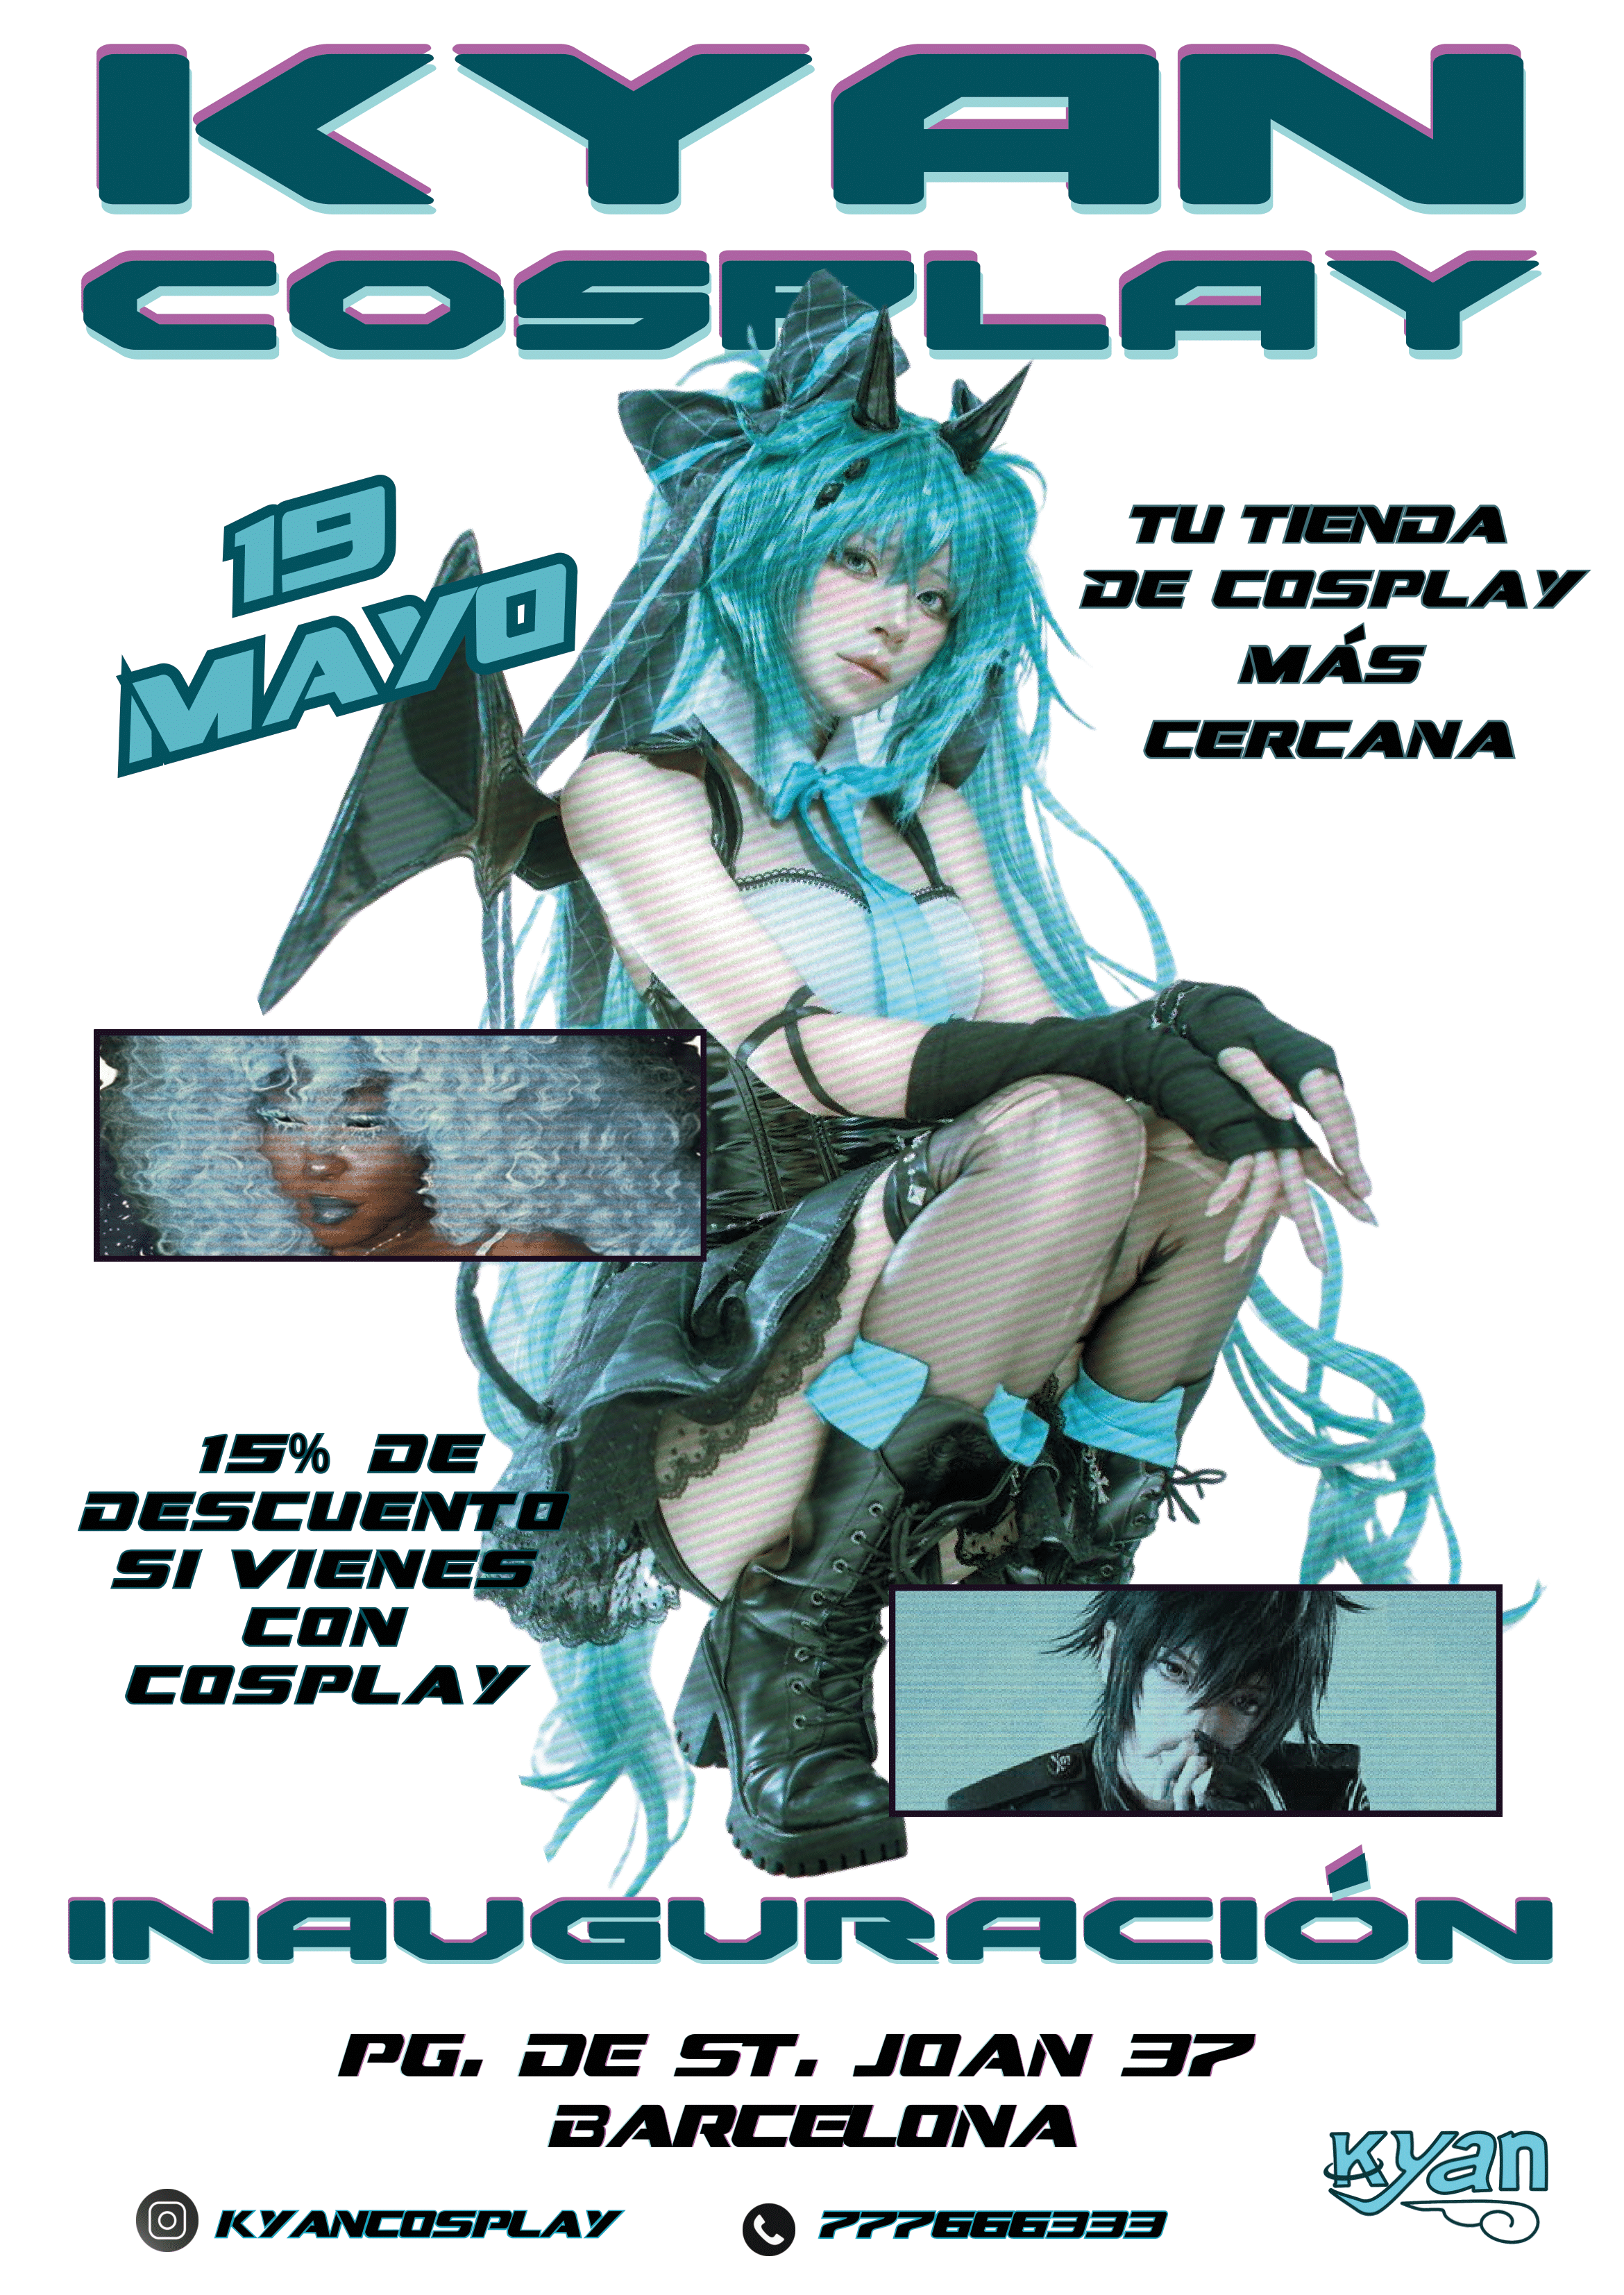 KYAN
COSPLAY
19
MAYO
TU TIENDA
DE COSPLAY
MÁS
CERCANA
15% DE
DESCUENTO
SI VIENES
CON
COSPLAY
INAUGURACIÓN
PG. DE ST. JOAN 37
BARCELONA
KYANCOSPLAY
777666333
kyan